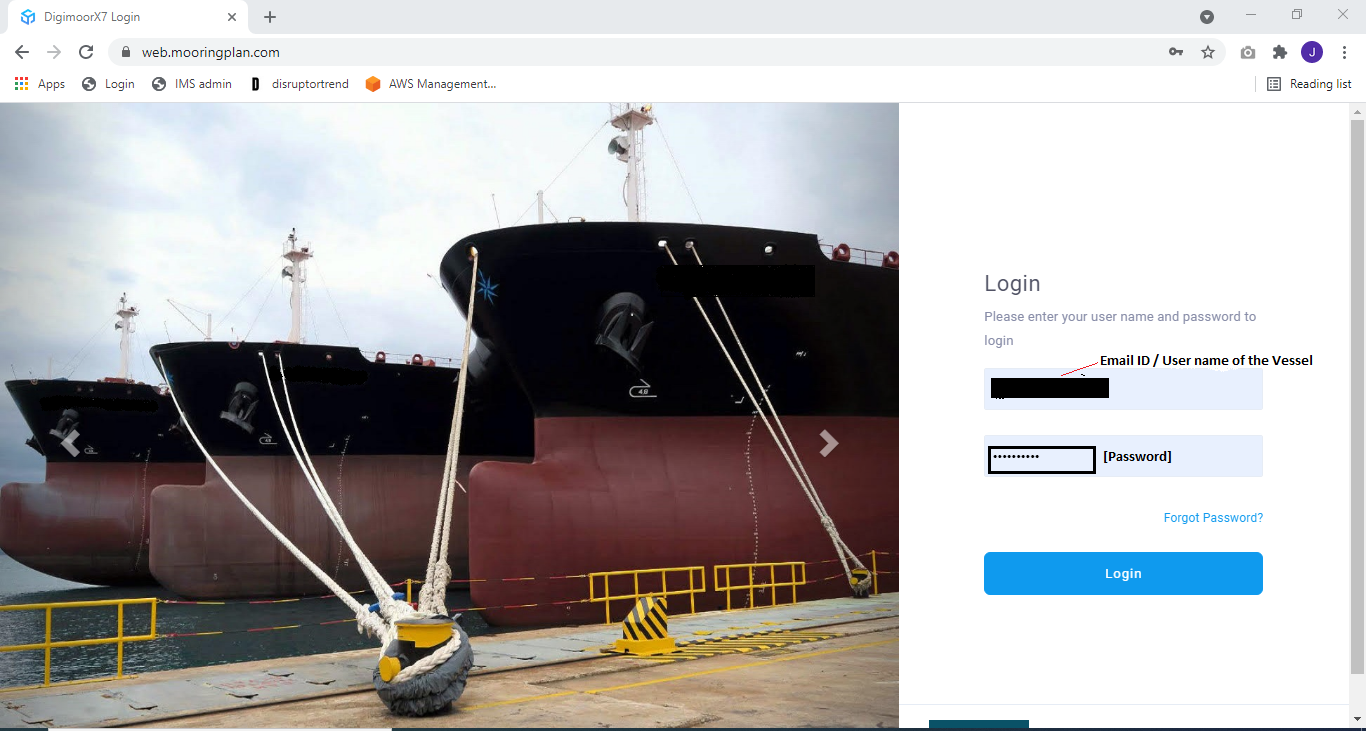 DigimoorX7 Login
web.mooringplan.com
J
Apps
Login
IMS admin
D
disruptortrend
AWS Management...
Reading list
Login
Please enter your user name and password to
login
Email ID / User name of the Vessel
[Password]
Forgot Password?
Login